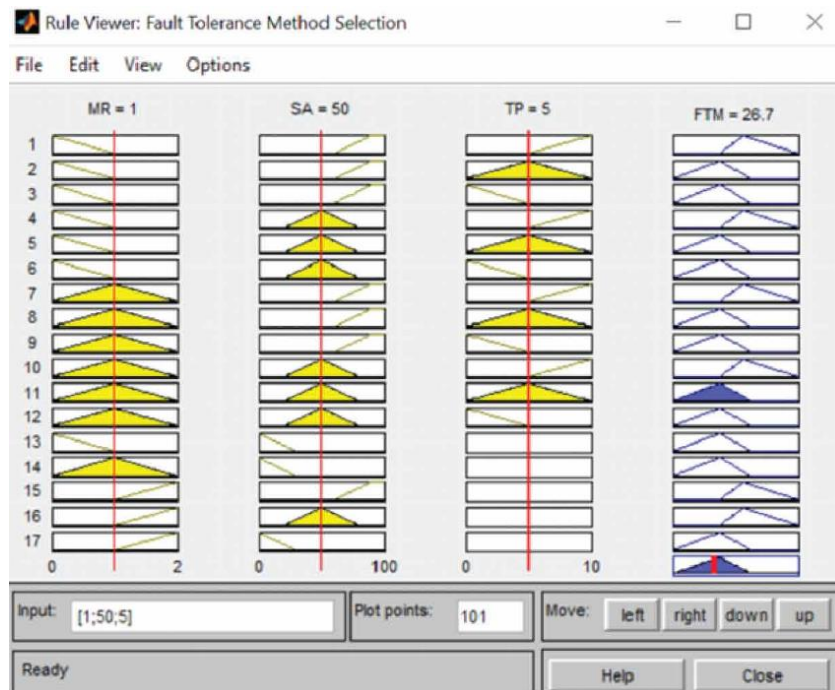 Rule Viewer: Fault Tolerance Method Selection
File Edit View Options
MR = 1 SA = 50 TP = 5 FTM = 26.7
1
2
3
4
5
6
7
8
9
10
11
12
13
14
15
16
17
0 2 0 100 0 10
Input: [1;50;5] Plot points: 101 Move: left right down up
Ready Help Close